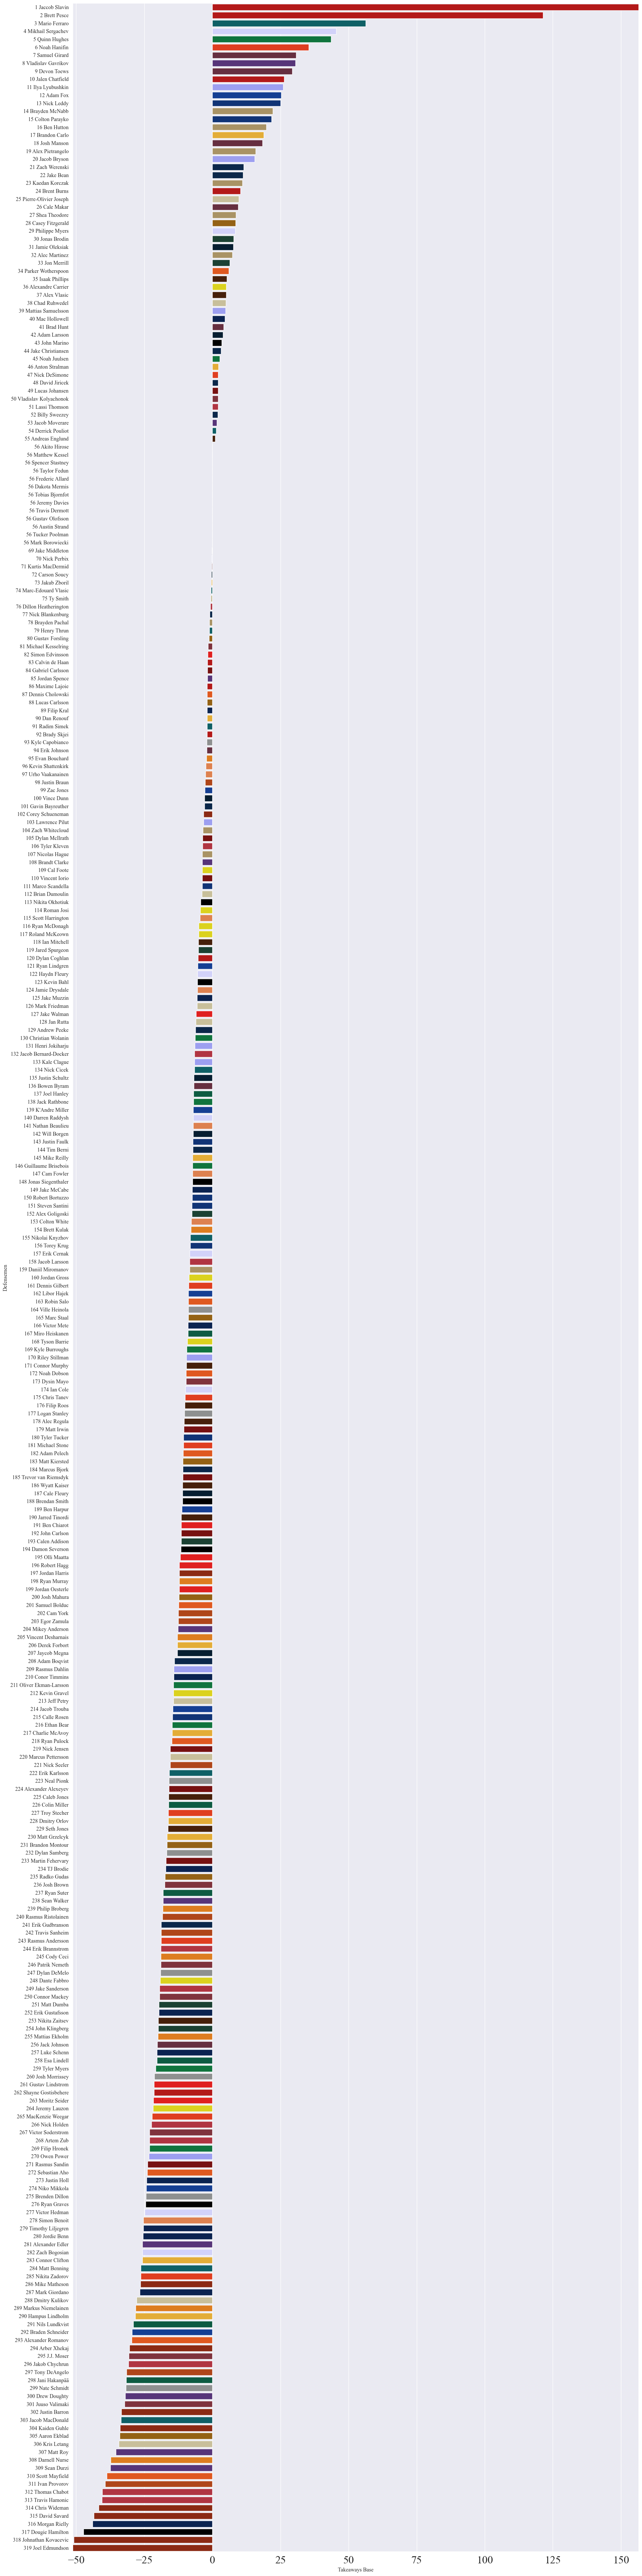 1 Jaccob Slavin
2 Brett Pesce
3 Mario Ferraro
4 Mikhail Sergachev
5 Quinn Hughes
6 Noah Hanifin
7 Samuel Girard
8 Vladislav Gavrikov
9 Devon Toews
10 Jalen Chatfield
11 Ilya Lyubushkin
12 Adam Fox
13 Nick Leddy
14 Brayden McNabb
15 Colton Parayko
16 Ben Hutton
17 Brandon Carlo
18 Josh Manson
19 Alex Pietrangelo
20 Jacob Bryson
21 Zach Werenski
22 Jake Bean
23 Kaedan Korczak
24 Brent Burns
25 Pierre-Olivier Joseph
26 Cale Makar
27 Shea Theodore
28 Casey Fitzgerald
29 Philippe Myers
30 Jonas Brodin
31 Jamie Oleksiak
32 Alec Martinez
33 Jon Merrill
34 Parker Wotherspoon
35 Isaak Phillips
36 Alexandre Carrier
37 Alex Vlasic
38 Chad Ruhwedel
39 Mattias Samuelsson
40 Mac Hollowell
41 Brad Hunt
42 Adam Larsson
43 John Marino
44 Jake Christiansen
45 Noah Juulsen
46 Anton Stralman
47 Nick DeSimone
48 David Jiricek
49 Lucas Johansen
50 Vladislav Kolyachonok
51 Lassi Thomson
52 Billy Sweezey
53 Jacob Moverare
54 Derrick Pouliot
55 Andreas Englund
56 Akito Hirose
56 Matthew Kessel
56 Spencer Stastney
56 Taylor Fedun
56 Frederic Allard
56 Dakota Mermis
56 Tobias Bjornfot
56 Jeremy Davies
56 Travis Dermott
56 Gustav Olofsson
56 Austin Strand
56 Tucker Poolman
56 Mark Borowiecki
69 Jake Middleton
70 Nick Perbix
71 Kurtis MacDermid
72 Carson Soucy
73 Jakub Zboril
74 Marc-Edouard Vlasic
75 Ty Smith
76 Dillon Heatherington
77 Nick Blankenburg
78 Brayden Pachal
79 Henry Thrun
80 Gustav Forsling
81 Michael Kesselring
82 Simon Edvinsson
83 Calvin de Haan
84 Gabriel Carlsson
85 Jordan Spence
86 Maxime Lajoie
87 Dennis Cholowski
88 Lucas Carlsson
89 Filip Kral
90 Dan Renouf
91 Radim Simek
92 Brady Skjei
93 Kyle Capobianco
94 Erik Johnson
95 Evan Bouchard
96 Kevin Shattenkirk
97 Urho Vaakanainen
98 Justin Braun
99 Zac Jones
100 Vince Dunn
101 Gavin Bayreuther
102 Corey Schueneman
103 Lawrence Pilut
104 Zach Whitecloud
105 Dylan McIlrath
106 Tyler Kleven
107 Nicolas Hague
108 Brandt Clarke
109 Cal Foote
110 Vincent Iorio
111 Marco Scandella
112 Brian Dumoulin
113 Nikita Okhotiuk
114 Roman Josi
115 Scott Harrington
116 Ryan McDonagh
117 Roland McKeown
118 Ian Mitchell
119 Jared Spurgeon
120 Dylan Coghlan
121 Ryan Lindgren
122 Haydn Fleury
123 Kevin Bahl
124 Jamie Drysdale
125 Jake Muzzin
126 Mark Friedman
127 Jake Walman
128 Jan Rutta
129 Andrew Peeke
130 Christian Wolanin
131 Henri Jokiharju
132 Jacob Bernard-Docker
133 Kale Clague
134 Nick Cicek
135 Justin Schultz
136 Bowen Byram
137 Joel Hanley
138 Jack Rathbone
139 K'Andre Miller
140 Darren Raddysh
141 Nathan Beaulieu
142 Will Borgen
143 Justin Faulk
144 Tim Berni
145 Mike Reilly
146 Guillaume Brisebois
147 Cam Fowler
148 Jonas Siegenthaler
149 Jake McCabe
150 Robert Bortuzzo
151 Steven Santini
152 Alex Goligoski
153 Colton White
154 Brett Kulak
155 Nikolai Knyzhov
156 Torey Krug
157 Erik Cernak
158 Jacob Larsson
159 Daniil Miromanov
160 Jordan Gross
161 Dennis Gilbert
162 Libor Hajek
163 Robin Salo
164 Ville Heinola
165 Marc Staal
166 Victor Mete
167 Miro Heiskanen
168 Tyson Barrie
169 Kyle Burroughs
170 Riley Stillman
171 Connor Murphy
172 Noah Dobson
173 Dysin Mayo
174 Ian Cole
175 Chris Tanev
176 Filip Roos
177 Logan Stanley
178 Alec Regula
179 Matt Irwin
180 Tyler Tucker
181 Michael Stone
182 Adam Pelech
183 Matt Kiersted
184 Marcus Bjork
185 Trevor van Riemsdyk
186 Wyatt Kaiser
187 Cale Fleury
188 Brendan Smith
189 Ben Harpur
190 Jarred Tinordi
191 Ben Chiarot
192 John Carlson
193 Calen Addison
194 Damon Severson
195 Olli Maatta
196 Robert Hagg
197 Jordan Harris
198 Ryan Murray
199 Jordan Oesterle
200 Josh Mahura
201 Samuel Bolduc
202 Cam York
203 Egor Zamula
204 Mikey Anderson
205 Vincent Desharnais
206 Derek Forbort
207 Jaycob Megna
208 Adam Boqvist
209 Rasmus Dahlin
210 Conor Timmins
211 Oliver Ekman-Larsson
212 Kevin Gravel
213 Jeff Petry
214 Jacob Trouba
215 Calle Rosen
216 Ethan Bear
217 Charlie McAvoy
218 Ryan Pulock
219 Nick Jensen
220 Marcus Pettersson
221 Nick Seeler
222 Erik Karlsson
223 Neal Pionk
224 Alexander Alexeyev
225 Caleb Jones
226 Colin Miller
227 Troy Stecher
228 Dmitry Orlov
229 Seth Jones
230 Matt Grzelcyk
231 Brandon Montour
232 Dylan Samberg
233 Martin Fehervary
234 TJ Brodie
235 Radko Gudas
236 Josh Brown
237 Ryan Suter
238 Sean Walker
239 Philip Broberg
240 Rasmus Ristolainen
241 Erik Gudbranson
242 Travis Sanheim
243 Rasmus Andersson
244 Erik Brannstrom
245 Cody Ceci
246 Patrik Nemeth
247 Dylan DeMelo
248 Dante Fabbro
249 Jake Sanderson
250 Connor Mackey
251 Matt Dumba
252 Erik Gustafsson
253 Nikita Zaitsev
254 John Klingberg
255 Mattias Ekholm
256 Jack Johnson
257 Luke Schenn
258 Esa Lindell
259 Tyler Myers
260 Josh Morrissey
261 Gustav Lindstrom
262 Shayne Gostisbehere
263 Moritz Seider
264 Jeremy Lauzon
265 MacKenzie Weegar
266 Nick Holden
267 Victor Soderstrom
268 Artem Zub
269 Filip Hronek
270 Owen Power
271 Rasmus Sandin
272 Sebastian Aho
273 Justin Holl
274 Niko Mikkola
275 Brenden Dillon
276 Ryan Graves
277 Victor Hedman
278 Simon Benoit
279 Timothy Liljegren
280 Jordie Benn
281 Alexander Edler
282 Zach Bogosian
283 Connor Clifton
284 Matt Benning
285 Nikita Zadorov
286 Mike Matheson
287 Mark Giordano
288 Dmitry Kulikov
289 Markus Niemelainen
290 Hampus Lindholm
291 Nils Lundkvist
292 Braden Schneider
293 Alexander Romanov
294 Arber Xhekaj
295 J.J. Moser
296 Jakob Chychrun
297 Tony DeAngelo
298 Jani Hakanpää
299 Nate Schmidt
300 Drew Doughty
301 Juuso Valimaki
302 Justin Barron
303 Jacob MacDonald
304 Kaiden Guhle
305 Aaron Ekblad
306 Kris Letang
307 Matt Roy
308 Darnell Nurse
309 Sean Durzi
310 Scott Mayfield
311 Ivan Provorov
312 Thomas Chabot
313 Travis Hamonic
314 Chris Wideman
315 David Savard
316 Morgan Rielly
317 Dougie Hamilton
318 Johnathan Kovacevic
319 Joel Edmundson
Defensemen
−50 −25 0 25 50 75 100 125 150
Takeaways Base